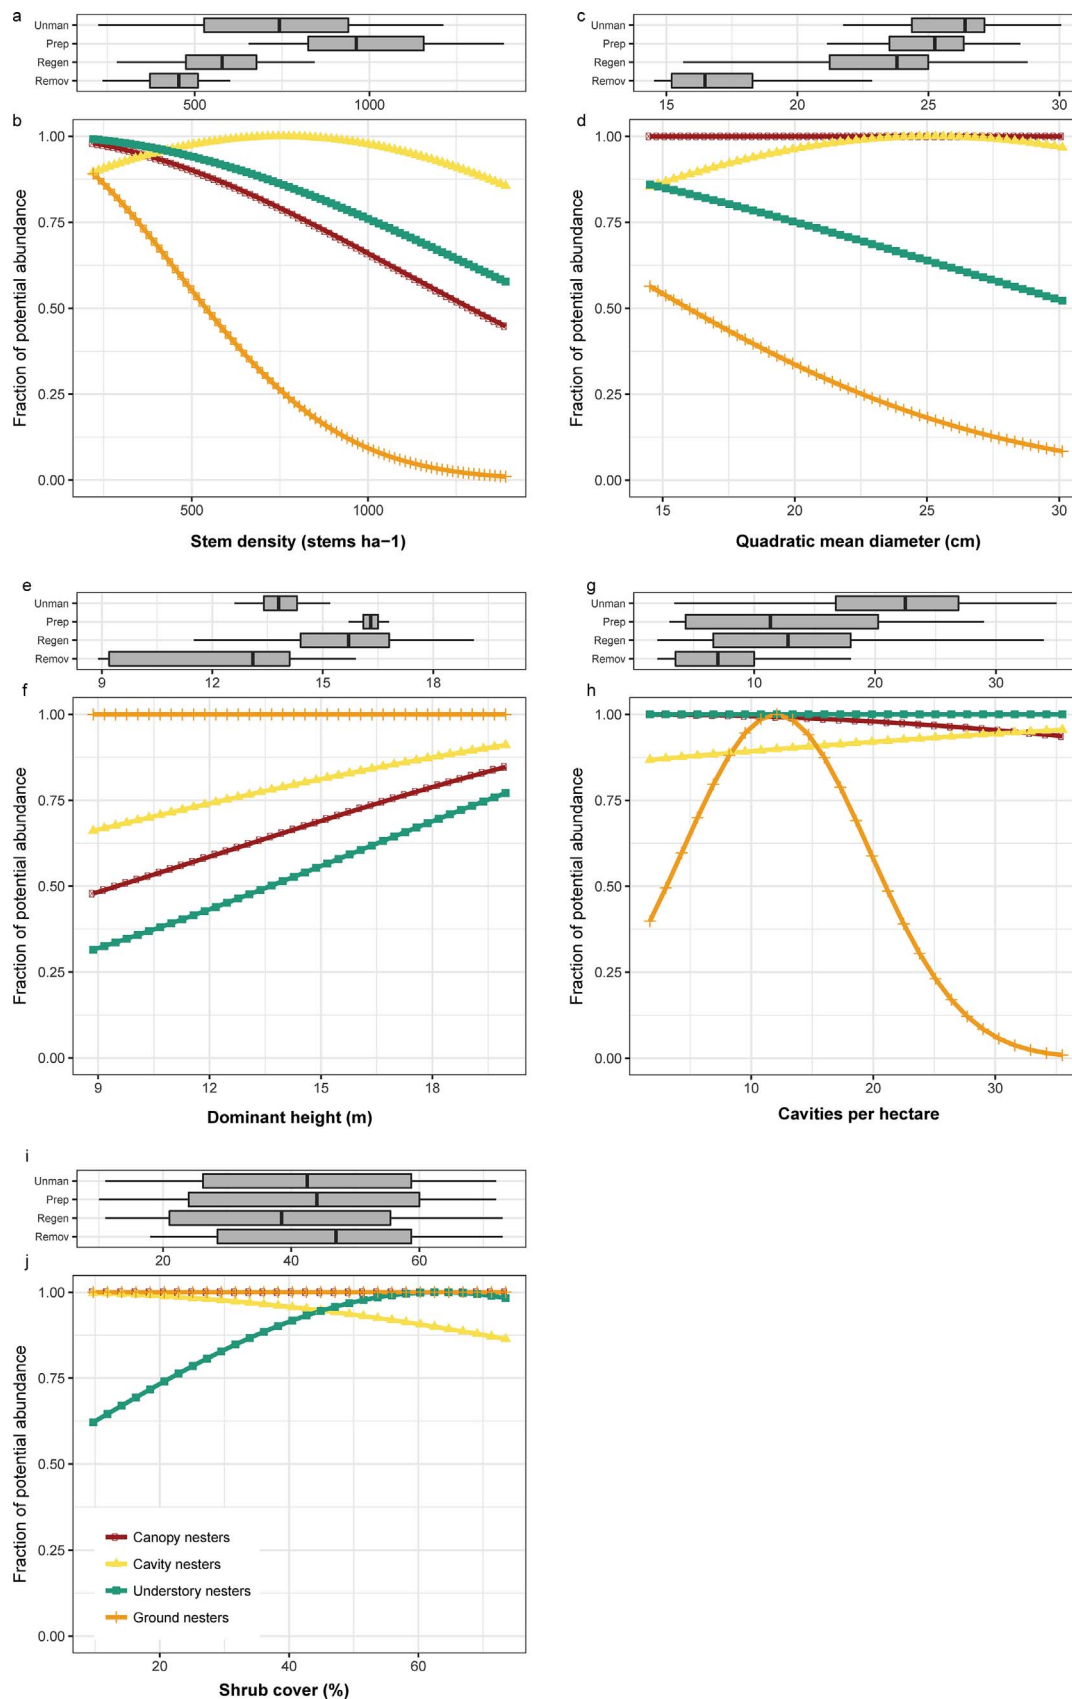 a
Unman
Prep
Regen
Remov
500
1000
b
1.00
0.75
0.50
0.25
0.00
Fraction of potential abundance
500
1000
Stem density (stems ha−1)
c
Unman
Prep
Regen
Remov
15
20
25
30
d
1.00
0.75
0.50
0.25
0.00
Fraction of potential abundance
15
20
25
30
Quadratic mean diameter (cm)
e
Unman
Prep
Regen
Remov
9
12
15
18
f
1.00
0.75
0.50
0.25
0.00
Fraction of potential abundance
9
12
15
18
Dominant height (m)
g
Unman
Prep
Regen
Remov
10
20
30
h
1.00
0.75
0.50
0.25
0.00
Fraction of potential abundance
10
20
30
Cavities per hectare
i
Unman
Prep
Regen
Remov
20
40
60
j
1.00
0.75
0.50
0.25
0.00
Fraction of potential abundance
Canopy nesters
Cavity nesters
Understory nesters
Ground nesters
20
40
60
Shrub cover (%)